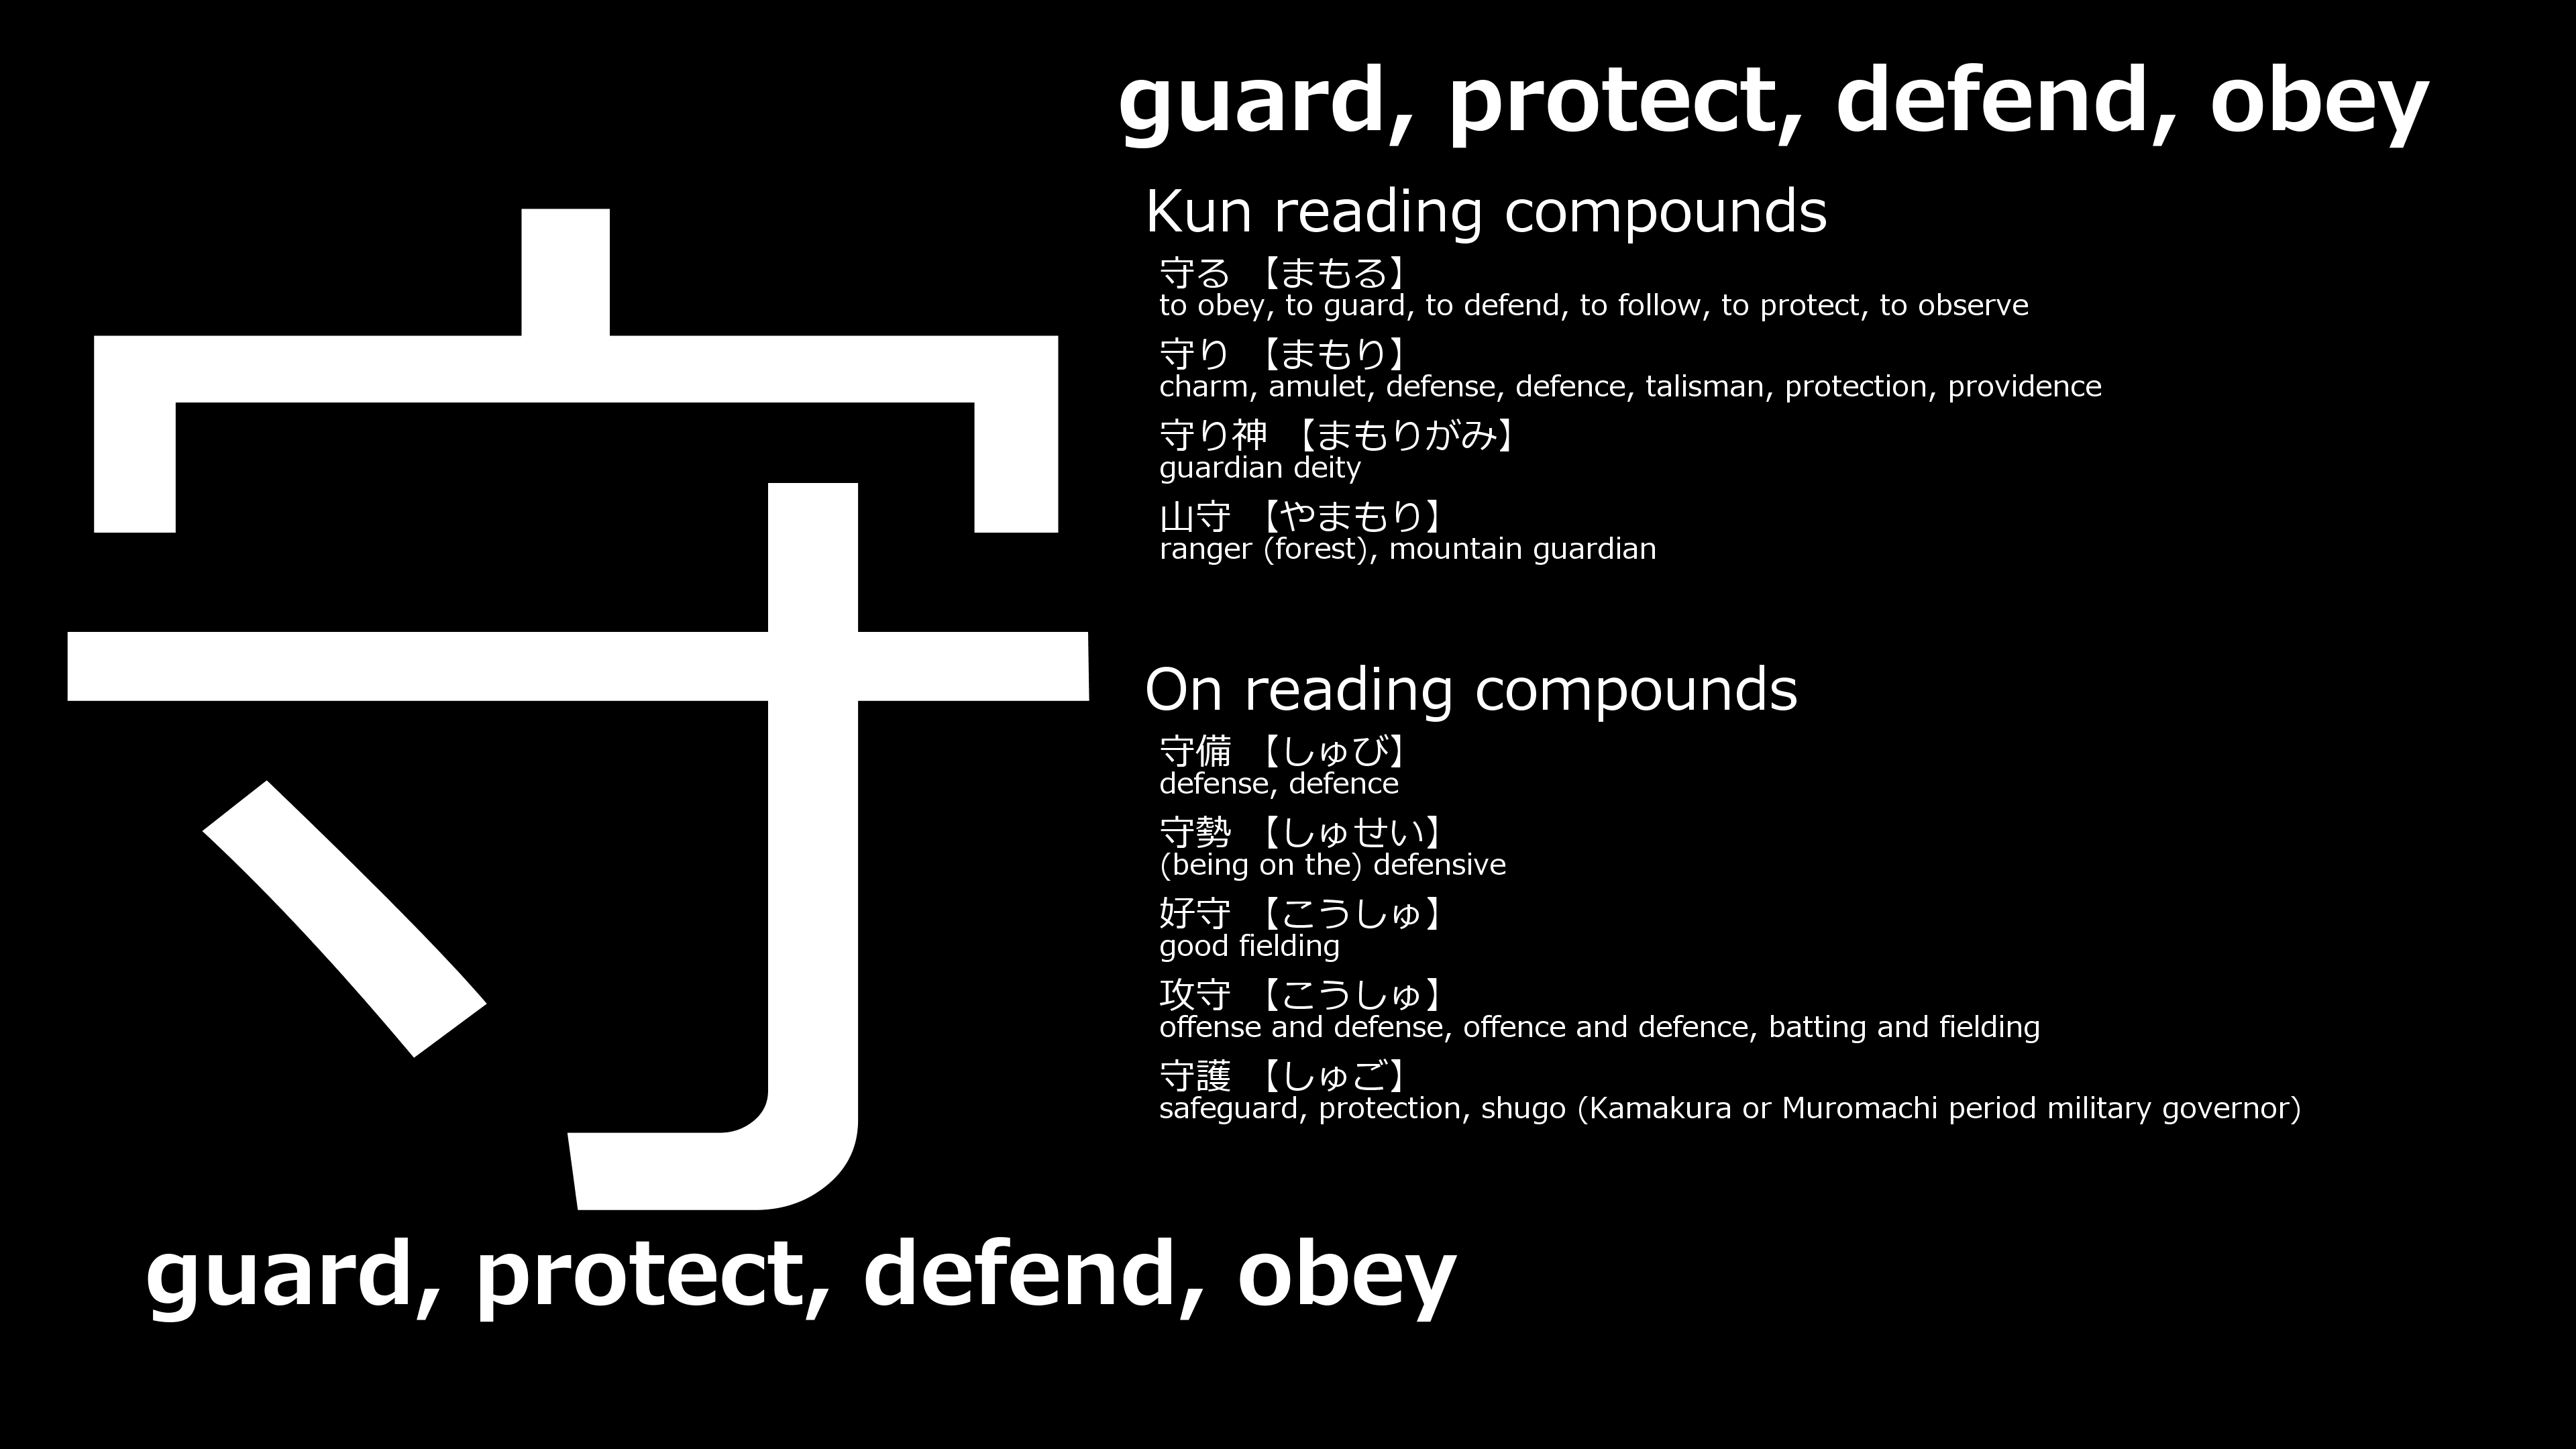 守
guard, protect, defend, obey
guard, protect, defend, obey
Kun reading compounds
守る 【まもる】
to obey, to guard, to defend, to follow, to protect, to observe
守り 【まもり】
charm, amulet, defense, defence, talisman, protection, providence
守り神 【まもりがみ】
guardian deity
山守 【やまもり】
ranger (forest), mountain guardian
On reading compounds
守備 【しゅび】
defense, defence
守勢 【しゅせい】
(being on the) defensive
好守 【こうしゅ】
good fielding
攻守 【こうしゅ】
offense and defense, offence and defence, batting and fielding
守護 【しゅご】
safeguard, protection, shugo (Kamakura or Muromachi period military governor)